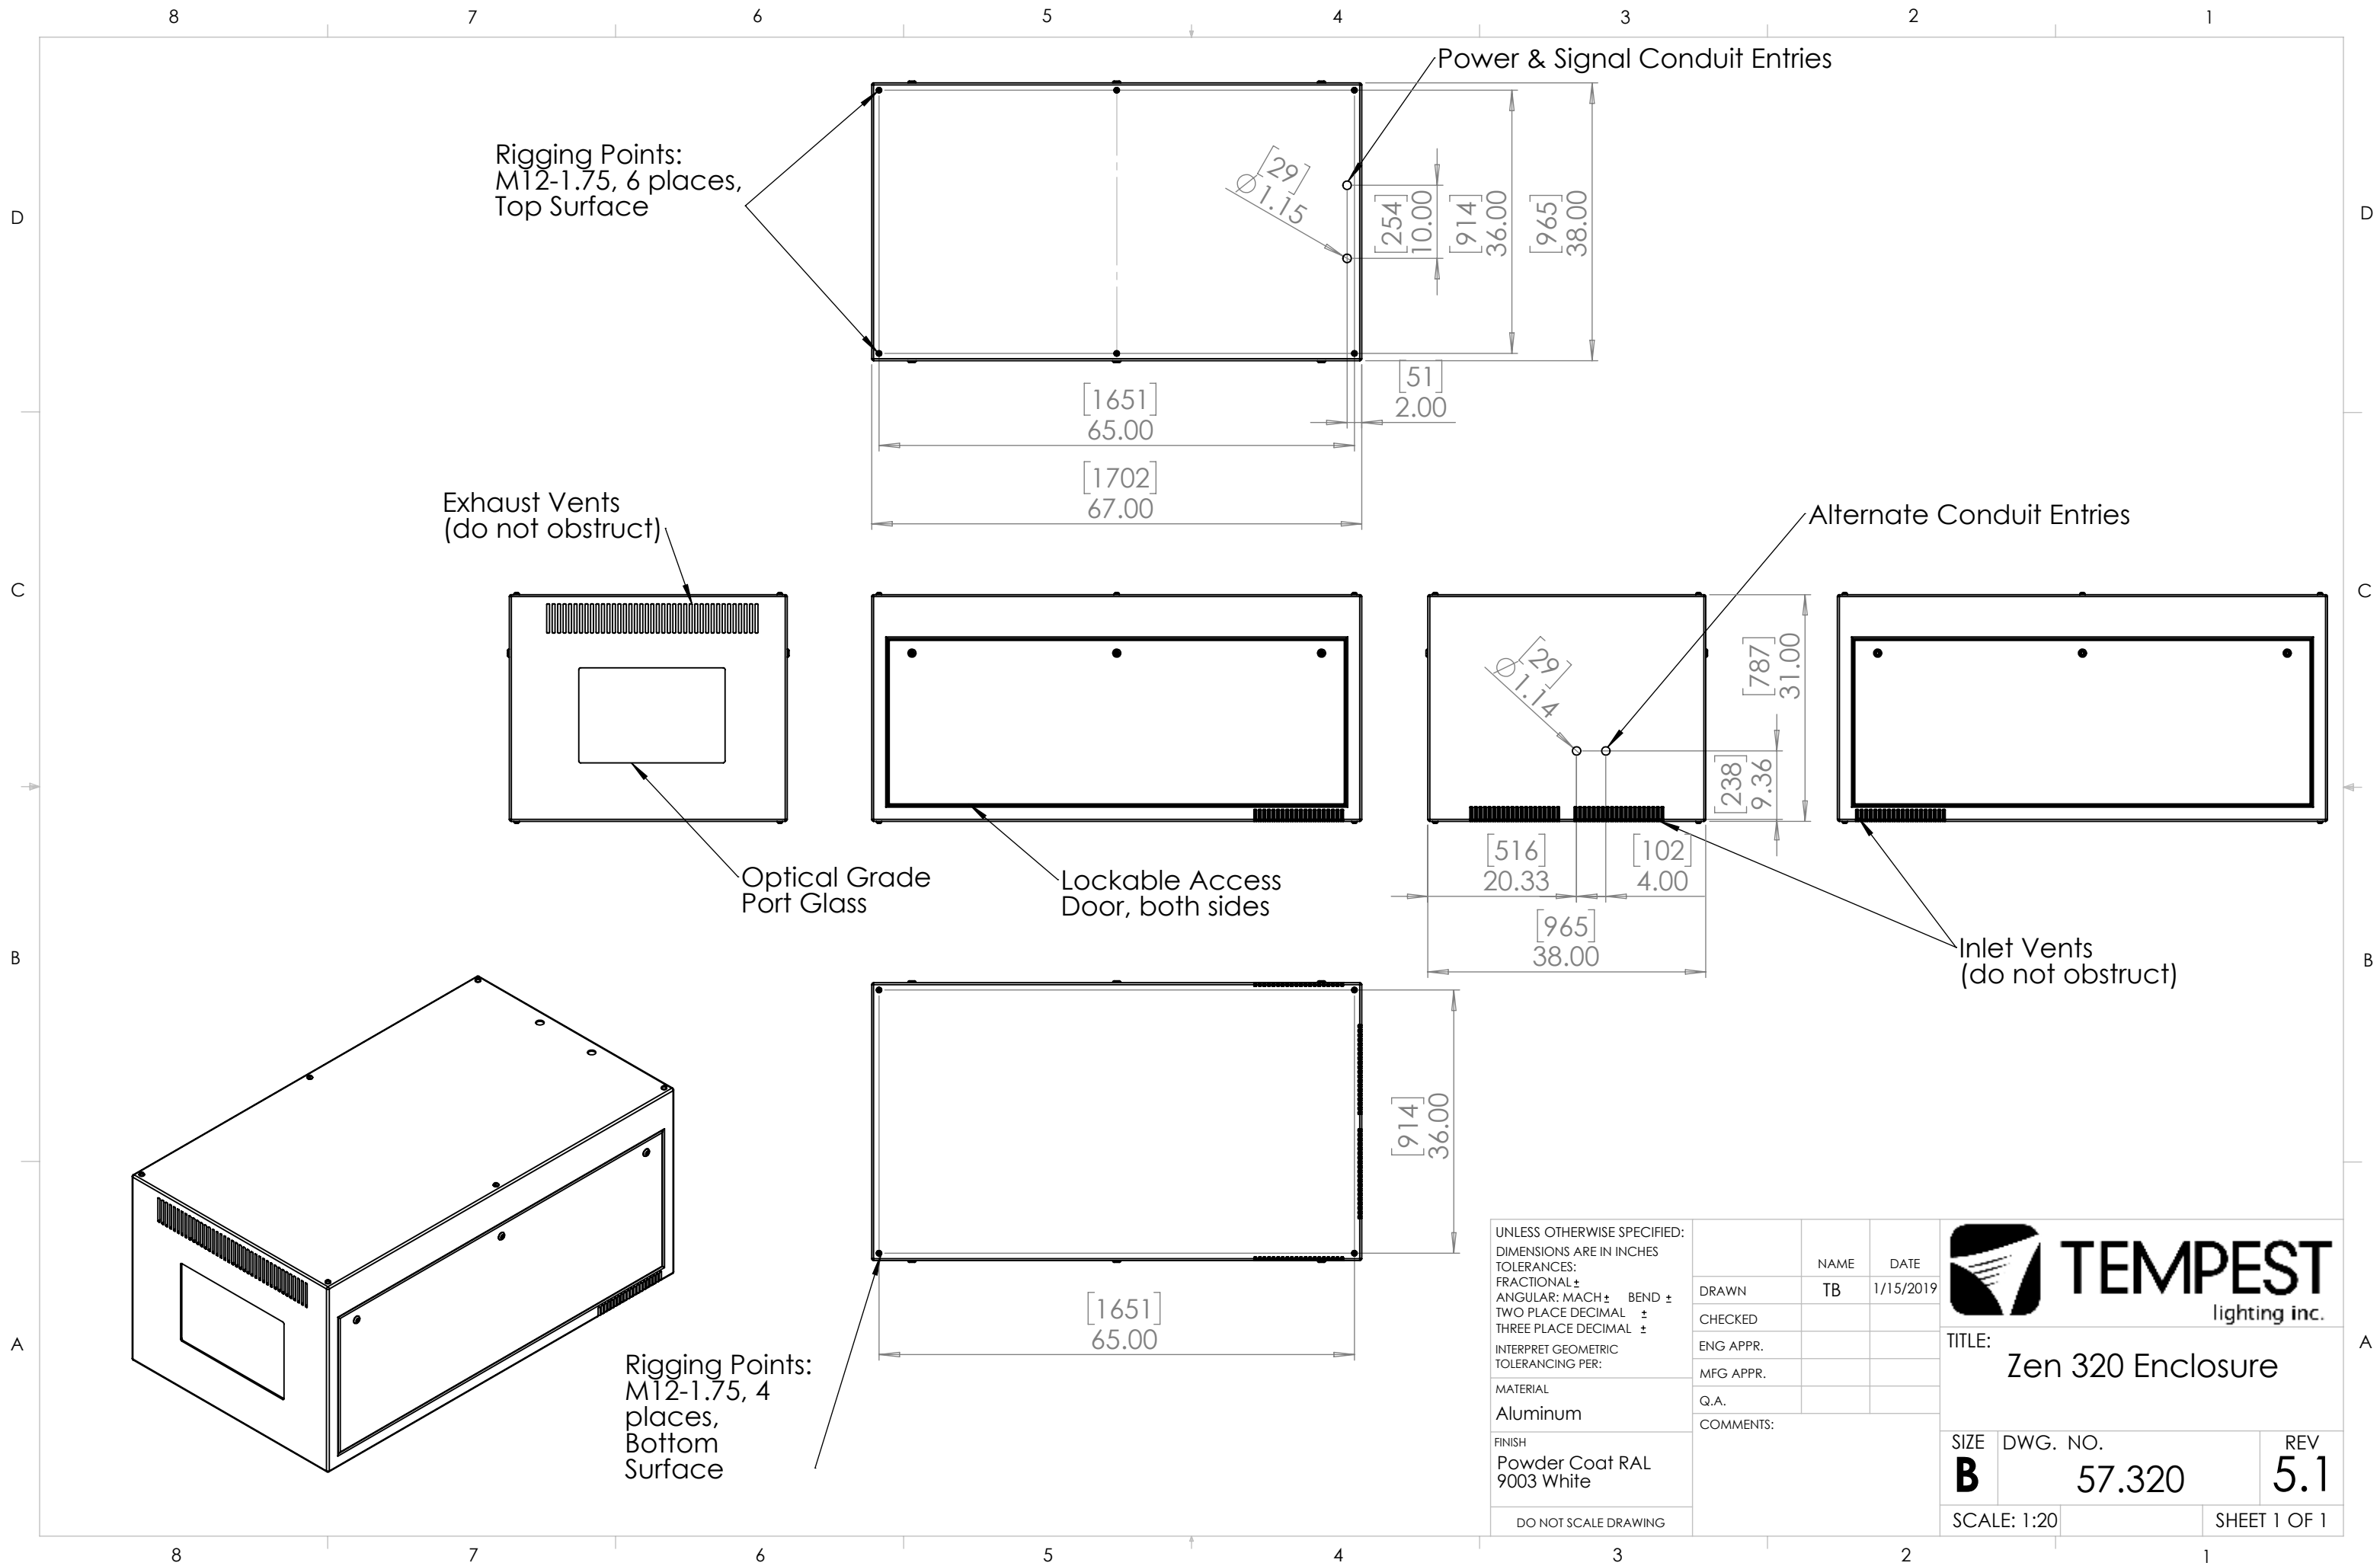 8 7 6 5 4 3 2 1
Power & Signal Conduit Entries
Rigging Points:
M12-1.75, 6 places,
Top Surface
[29]
∅ 1.15
[254]
10.00
[914]
36.00
[965]
38.00
D
D
[51]
2.00
[1651]
65.00
[1702]
67.00
Exhaust Vents
(do not obstruct)
Alternate Conduit Entries
C
C
[29]
∅ 1.14
[787]
31.00
[238]
9.36
[516]
20.33
[102]
4.00
[965]
38.00
Optical Grade
Port Glass
Lockable Access
Door, both sides
Inlet Vents
(do not obstruct)
B
B
[914]
36.00
[1651]
65.00
Rigging Points:
M12-1.75, 4
places,
Bottom
Surface
A
A
UNLESS OTHERWISE SPECIFIED:
DIMENSIONS ARE IN INCHES
TOLERANCES:
FRACTIONAL ±
ANGULAR: MACH ± BEND ±
TWO PLACE DECIMAL ±
THREE PLACE DECIMAL ±
INTERPRET GEOMETRIC
TOLERANCING PER:
MATERIAL
Aluminum
FINISH
Powder Coat RAL
9003 White
DO NOT SCALE DRAWING
NAME DATE
DRAWN TB 1/15/2019
CHECKED
ENG APPR.
MFG APPR.
Q.A.
COMMENTS:
TEMPEST
lighting inc.
TITLE:
Zen 320 Enclosure
SIZE DWG. NO. REV
B 57.320 5.1
SCALE: 1:20 SHEET 1 OF 1
8 7 6 5 4 3 2 1